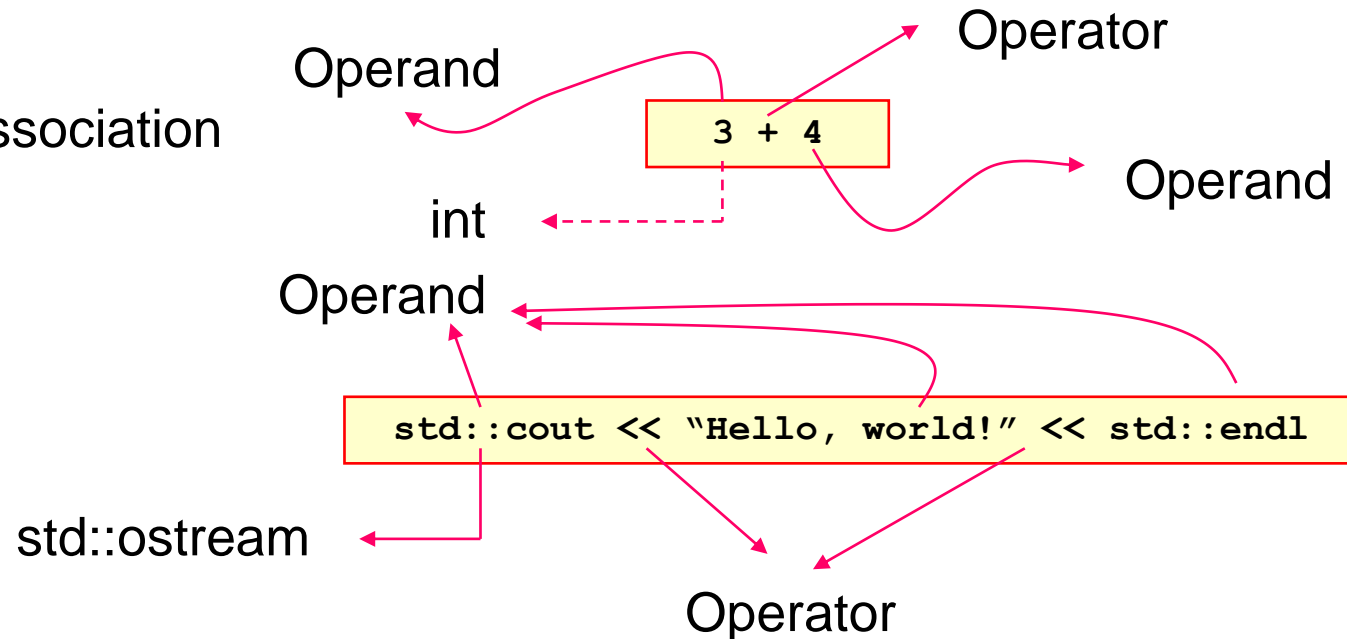 Operator
Operand
ssociation
3 + 4
Operand
int
Operand
std::cout << “Hello, world!” << std::endl
std::ostream
Operator